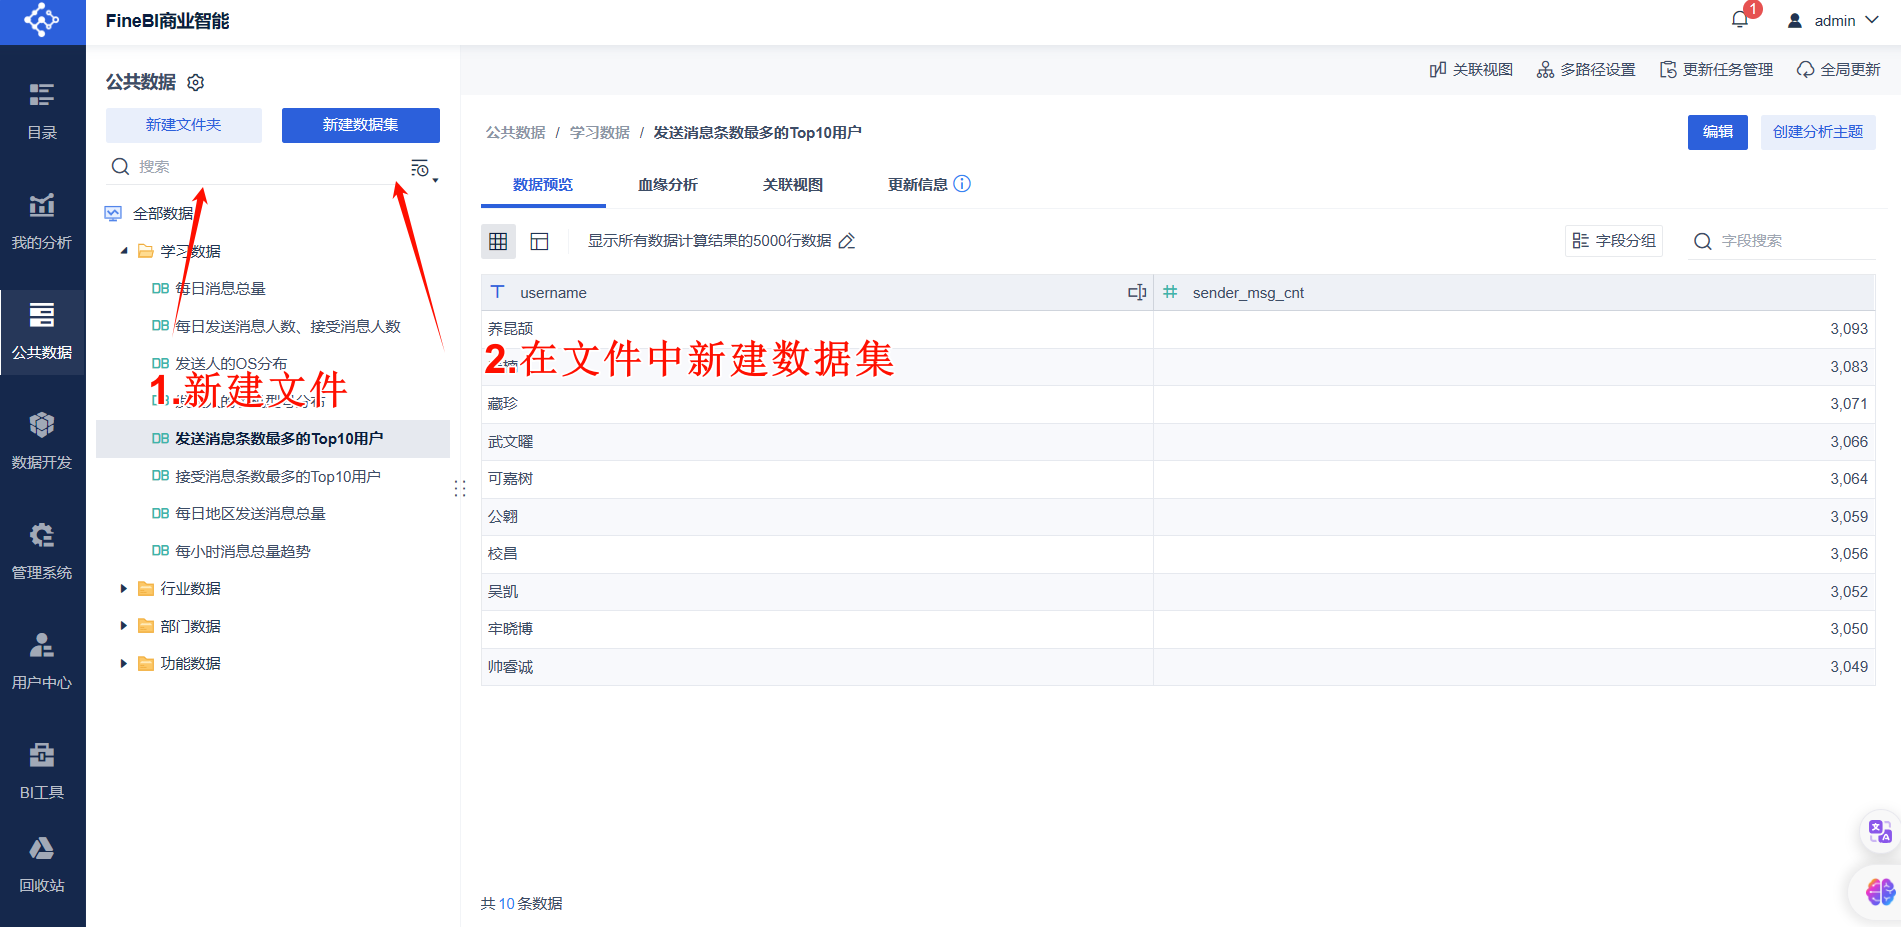 FineBI商业智能
1
admin
目录
我的分析
公共数据
数据开发
管理系统
用户中心
BI工具
回收站
公共数据
新建文件夹
新建数据集
搜索
全部数据
学习数据
DB 每日消息总量
DB 每日发送消息人数、接受消息人数
DB 发送人的OS分布
1.新建文件
DB 发送消息条数最多的Top10用户
DB 接受消息条数最多的Top10用户
DB 每日地区发送消息总量
DB 每小时消息总量趋势
行业数据
部门数据
功能数据
关联视图 多路径设置 更新任务管理 全局更新
公共数据 / 学习数据 / 发送消息条数最多的Top10用户
编辑 创建分析主题
数据预览 血缘分析 关联视图 更新信息
显示所有数据计算结果的5000行数据
字段分组 字段搜索
T username # sender_msg_cnt
养昆颉 3,093
2.在文件中新建数据集
3,083
藏珍 3,071
武文曜 3,066
可嘉树 3,064
公翱 3,059
校昌 3,056
吴凯 3,052
牢晓博 3,050
帅睿诚 3,049
共 10 条数据